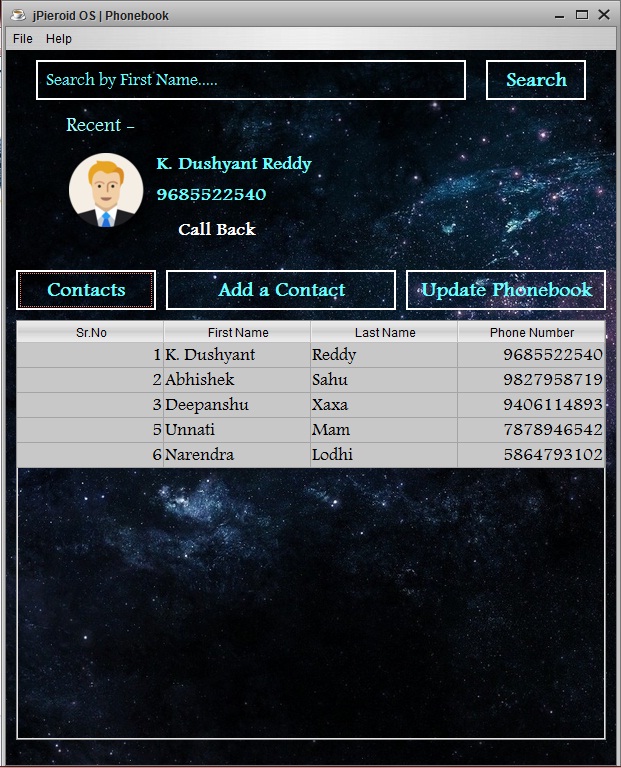 jPieroid OS | Phonebook
File Help
Search by First Name..... Search
Recent -
K. Dushyant Reddy
9685522540
Call Back
Contacts Add a Contact Update Phonebook
Sr.No First Name Last Name Phone Number
1 K. Dushyant Reddy 9685522540
2 Abhishek Sahu 9827958719
3 Deepanshu Xaxa 9406114893
5 Unnati Mam 7878946542
6 Narendra Lodhi 5864793102